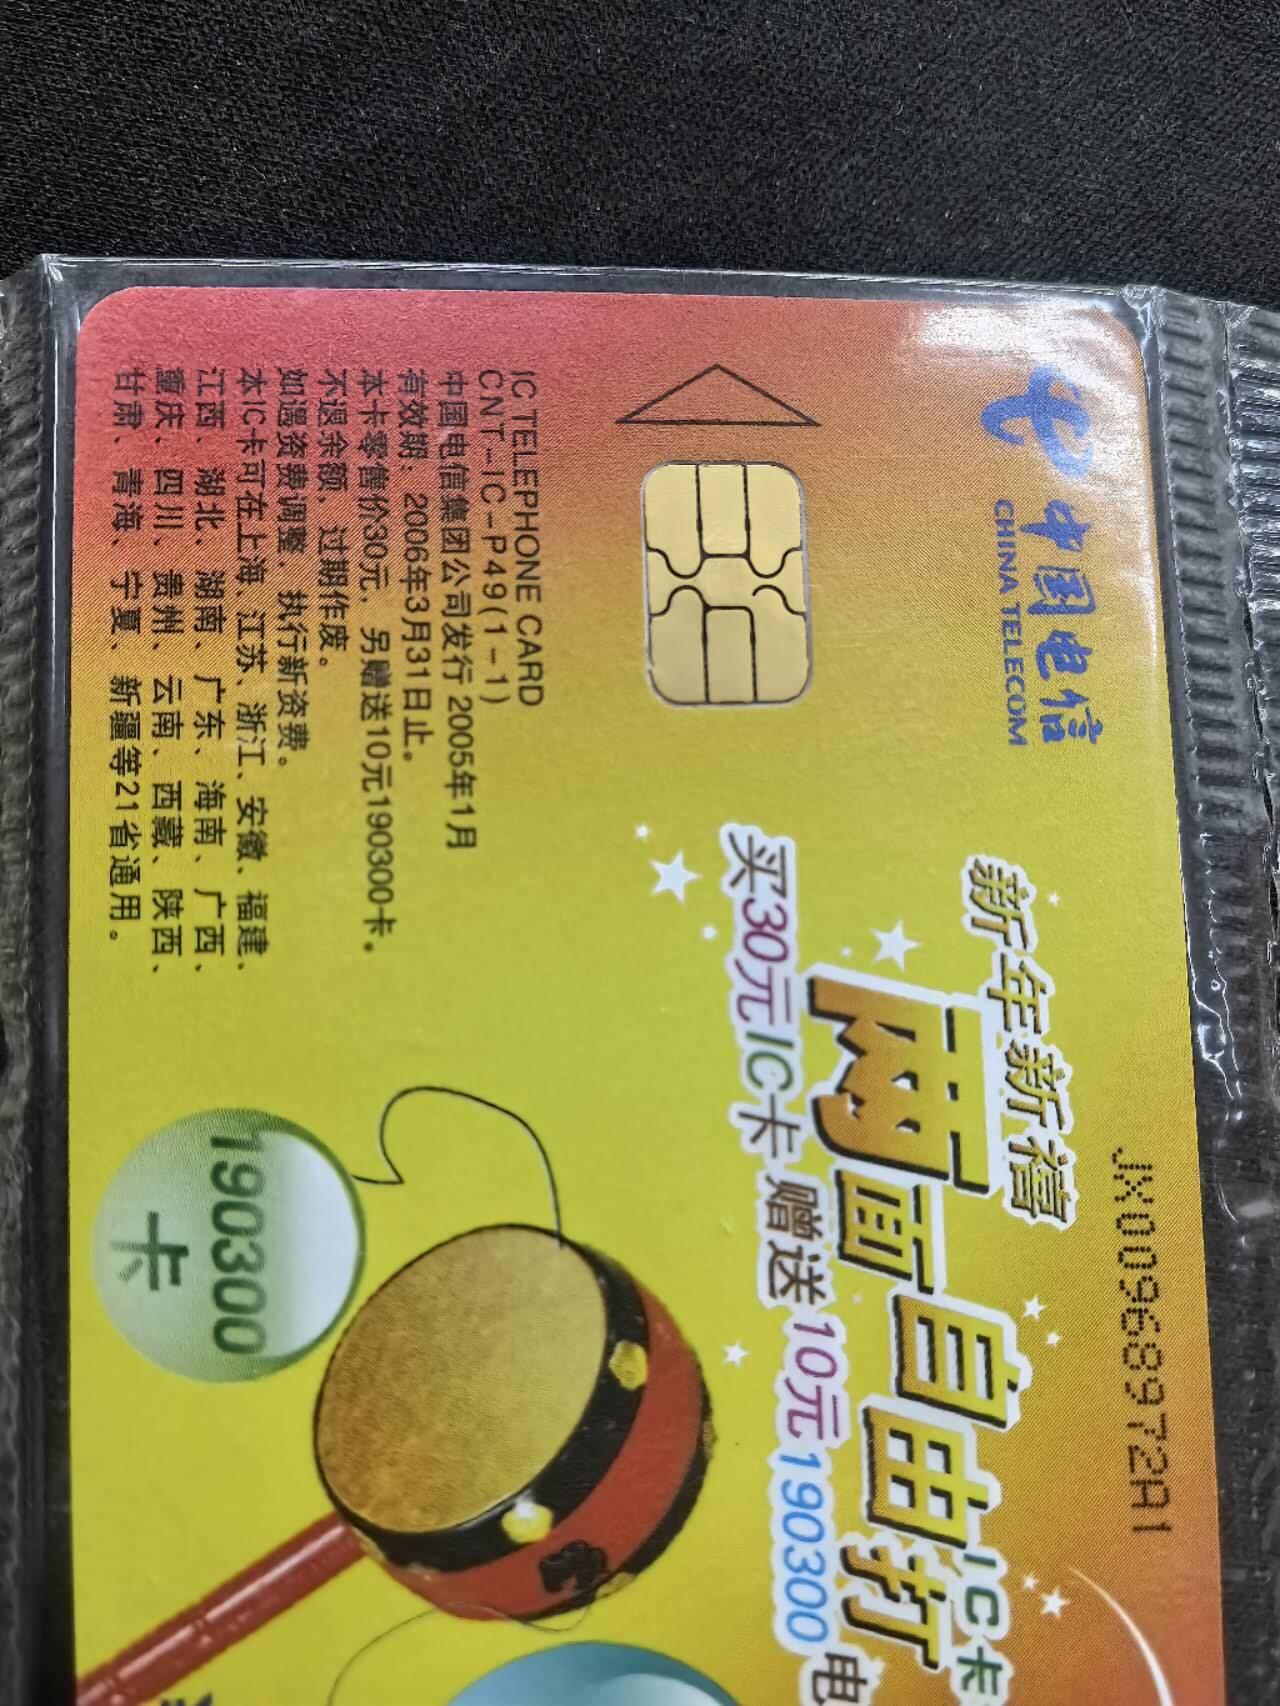 中国电信
CHINA TELECOM
JX009689972A1
新年新禧
两面自由打
IC卡
买30元IC卡赠送10元190300电
IC TELEPHONE CARD
CNT-IC-P49(1-1)
中国电信集团公司发行 2005年1月
有效期：2006年3月31日止。
本卡零售价30元、另赠送10元190300卡。
不退余额、过期作废。
如遇资费调整，执行新资费。
本IC卡可在上海、江苏、浙江、安徽、福建、
江西、湖北、湖南、广东、海南、广西、
重庆、四川、贵州、云南、西藏、陕西、
甘肃、青海、宁夏、新疆等21省通用。
190300
卡